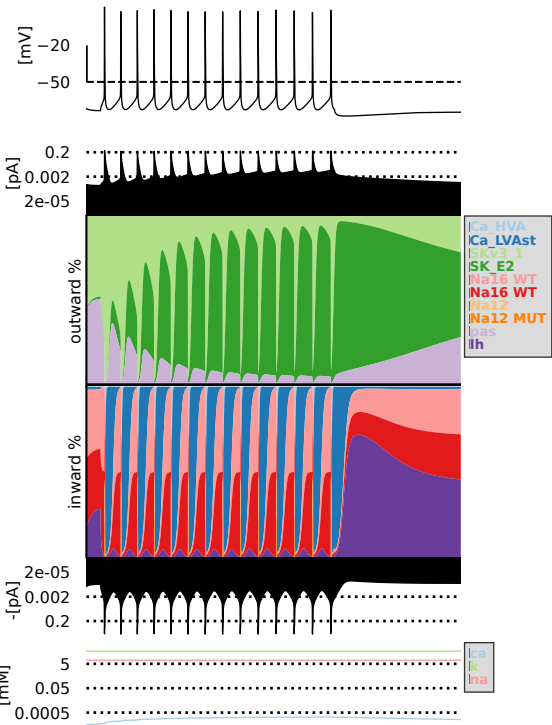 [mV]
−20
−50
[pA]
0.2
0.002
2e-05
outward %
Ca_HVA
Ca_LVAst
SKv3_1
SK_E2
Na16 WT
Na16 WT
Na12
Na12 MUT
pas
Ih
inward %
-[pA]
2e-05
0.002
0.2
[mM]
5
0.05
0.0005
ca
k
na